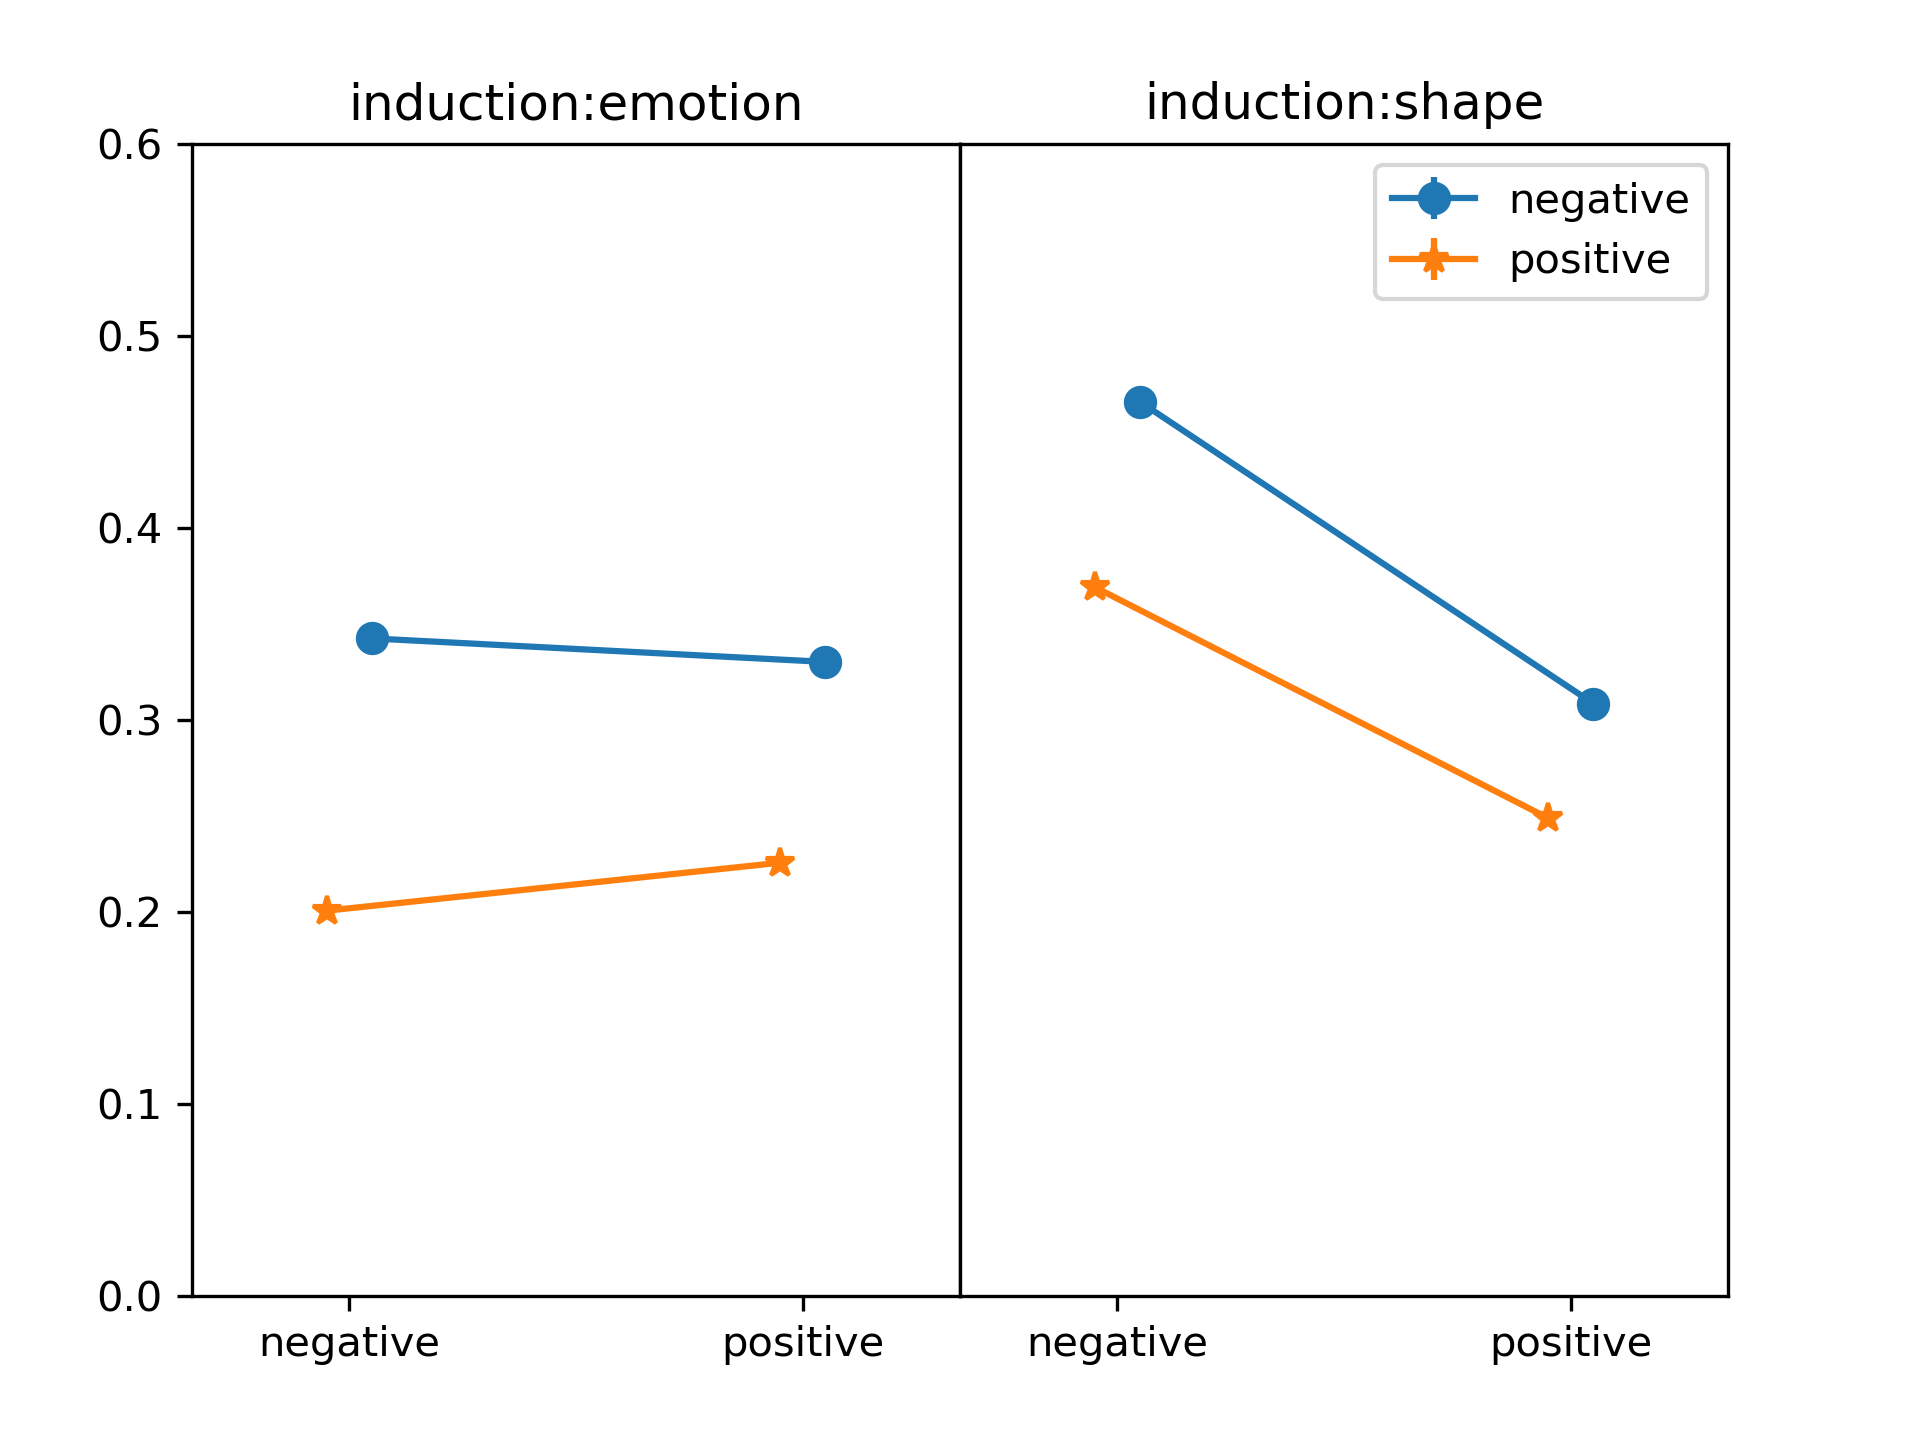 induction:emotion
induction:shape
0.6
0.5
0.4
0.3
0.2
0.1
0.0
negative
positive
negative
positive
negative
positive